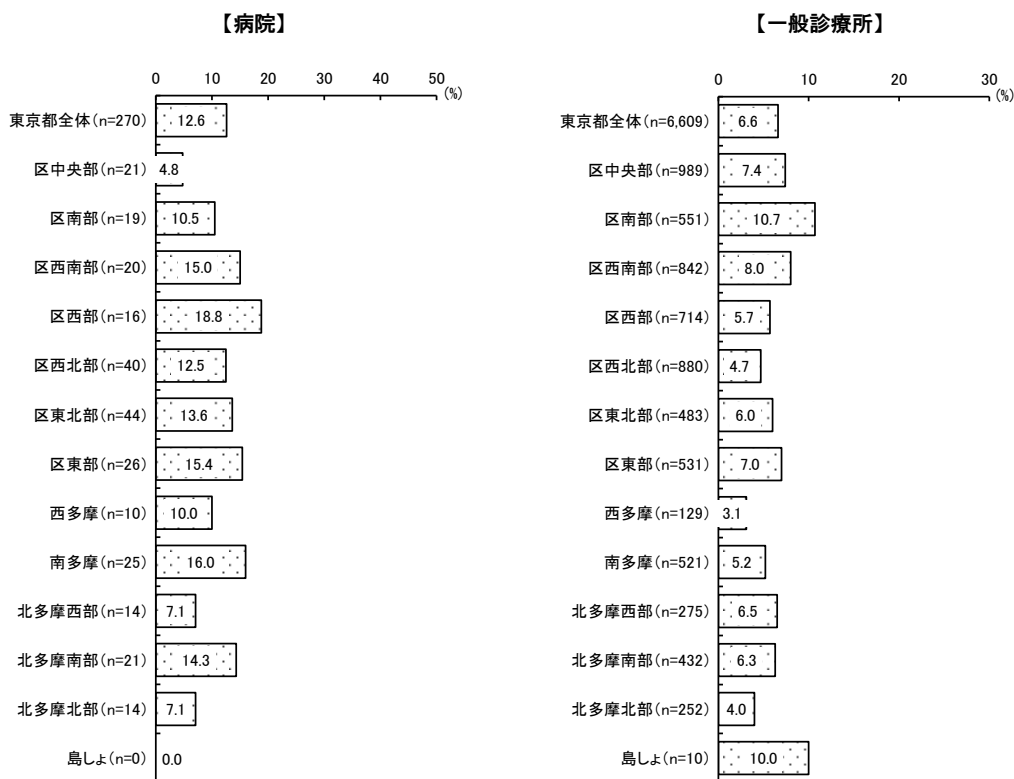 【病院】
0 10 20 30 40 50
(%)
東京都全体(n=270) 12.6
区中央部(n=21) 4.8
区南部(n=19) 10.5
区西南部(n=20) 15.0
区西部(n=16) 18.8
区西北部(n=40) 12.5
区東北部(n=44) 13.6
区東部(n=26) 15.4
西多摩(n=10) 10.0
南多摩(n=25) 16.0
北多摩西部(n=14) 7.1
北多摩南部(n=21) 14.3
北多摩北部(n=14) 7.1
島しょ(n=0) 0.0
【一般診療所】
0 10 20 30
(%)
東京都全体(n=6,609) 6.6
区中央部(n=989) 7.4
区南部(n=551) 10.7
区西南部(n=842) 8.0
区西部(n=714) 5.7
区西北部(n=880) 4.7
区東北部(n=483) 6.0
区東部(n=531) 7.0
西多摩(n=129) 3.1
南多摩(n=521) 5.2
北多摩西部(n=275) 6.5
北多摩南部(n=432) 6.3
北多摩北部(n=252) 4.0
島しょ(n=10) 10.0